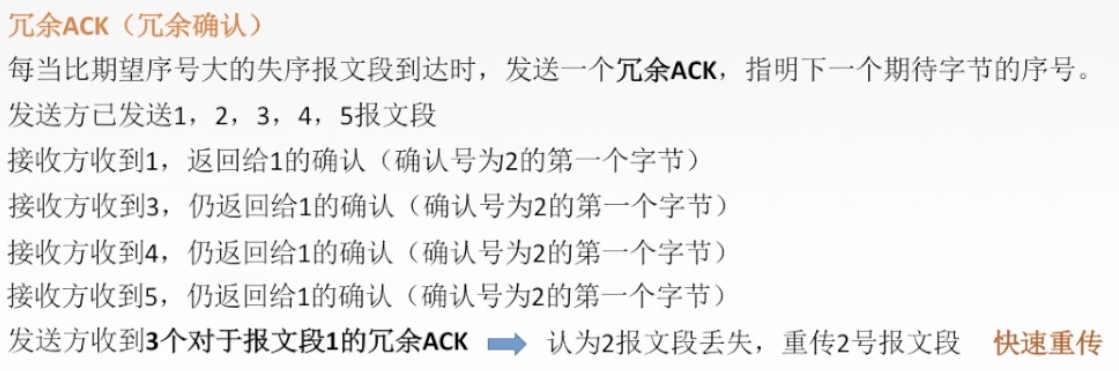 冗余ACK（冗余确认）
每当比期望序号大的失序报文段到达时，发送一个冗余ACK，指明下一个期待字节的序号。
发送方已发送1，2，3，4，5报文段
接收方收到1，返回给1的确认（确认号为2的第一个字节）
接收方收到3，仍返回给1的确认（确认号为2的第一个字节）
接收方收到4，仍返回给1的确认（确认号为2的第一个字节）
接收方收到5，仍返回给1的确认（确认号为2的第一个字节）
发送方收到3个对于报文段1的冗余ACK 认为2报文段丢失，重传2号报文段 快速重传